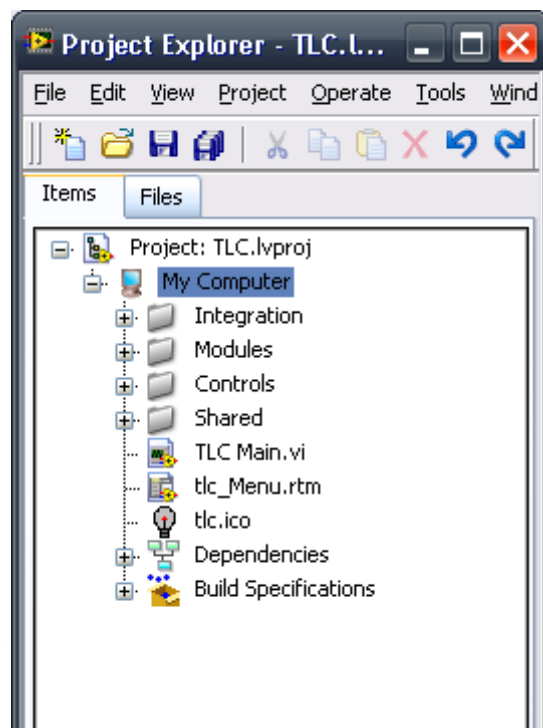 Project Explorer - TLC.l...
File Edit View Project Operate Tools Wind
Items Files
Project: TLC.lvproj
My Computer
Integration
Modules
Controls
Shared
TLC Main.vi
tlc_Menu.rtm
tlc.ico
Dependencies
Build Specifications